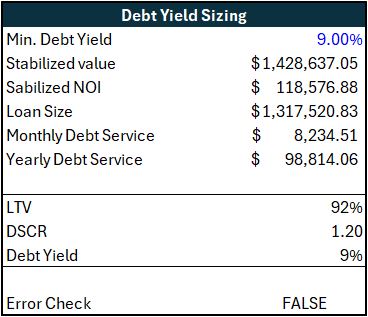 Debt Yield Sizing
Min. Debt Yield 9.00%
Stabilized value $1,428,637.05
Sabilized NOI $ 118,576.88
Loan Size $1,317,520.83
Monthly Debt Service $ 8,234.51
Yearly Debt Service $ 98,814.06
LTV 92%
DSCR 1.20
Debt Yield 9%
Error Check FALSE